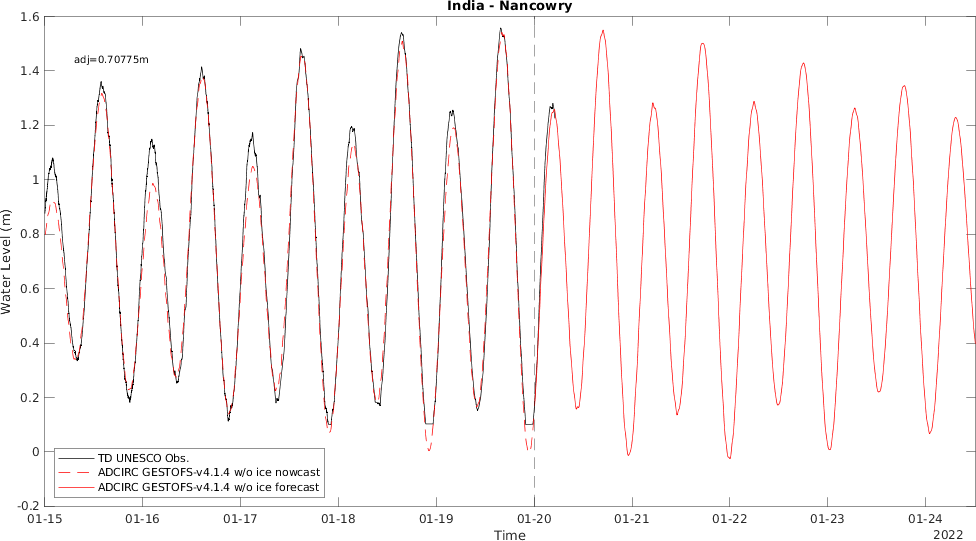 India - Nancowry
1.6
1.4
1.2
1
0.8
0.6
0.4
0.2
0
-0.2
Water Level (m)
adj=0.70775m
TD UNESCO Obs.
ADCIRC GESTOFS-v4.1.4 w/o ice nowcast
ADCIRC GESTOFS-v4.1.4 w/o ice forecast
01-15 01-16 01-17 01-18 01-19 01-20 01-21 01-22 01-23 01-24
Time
2022